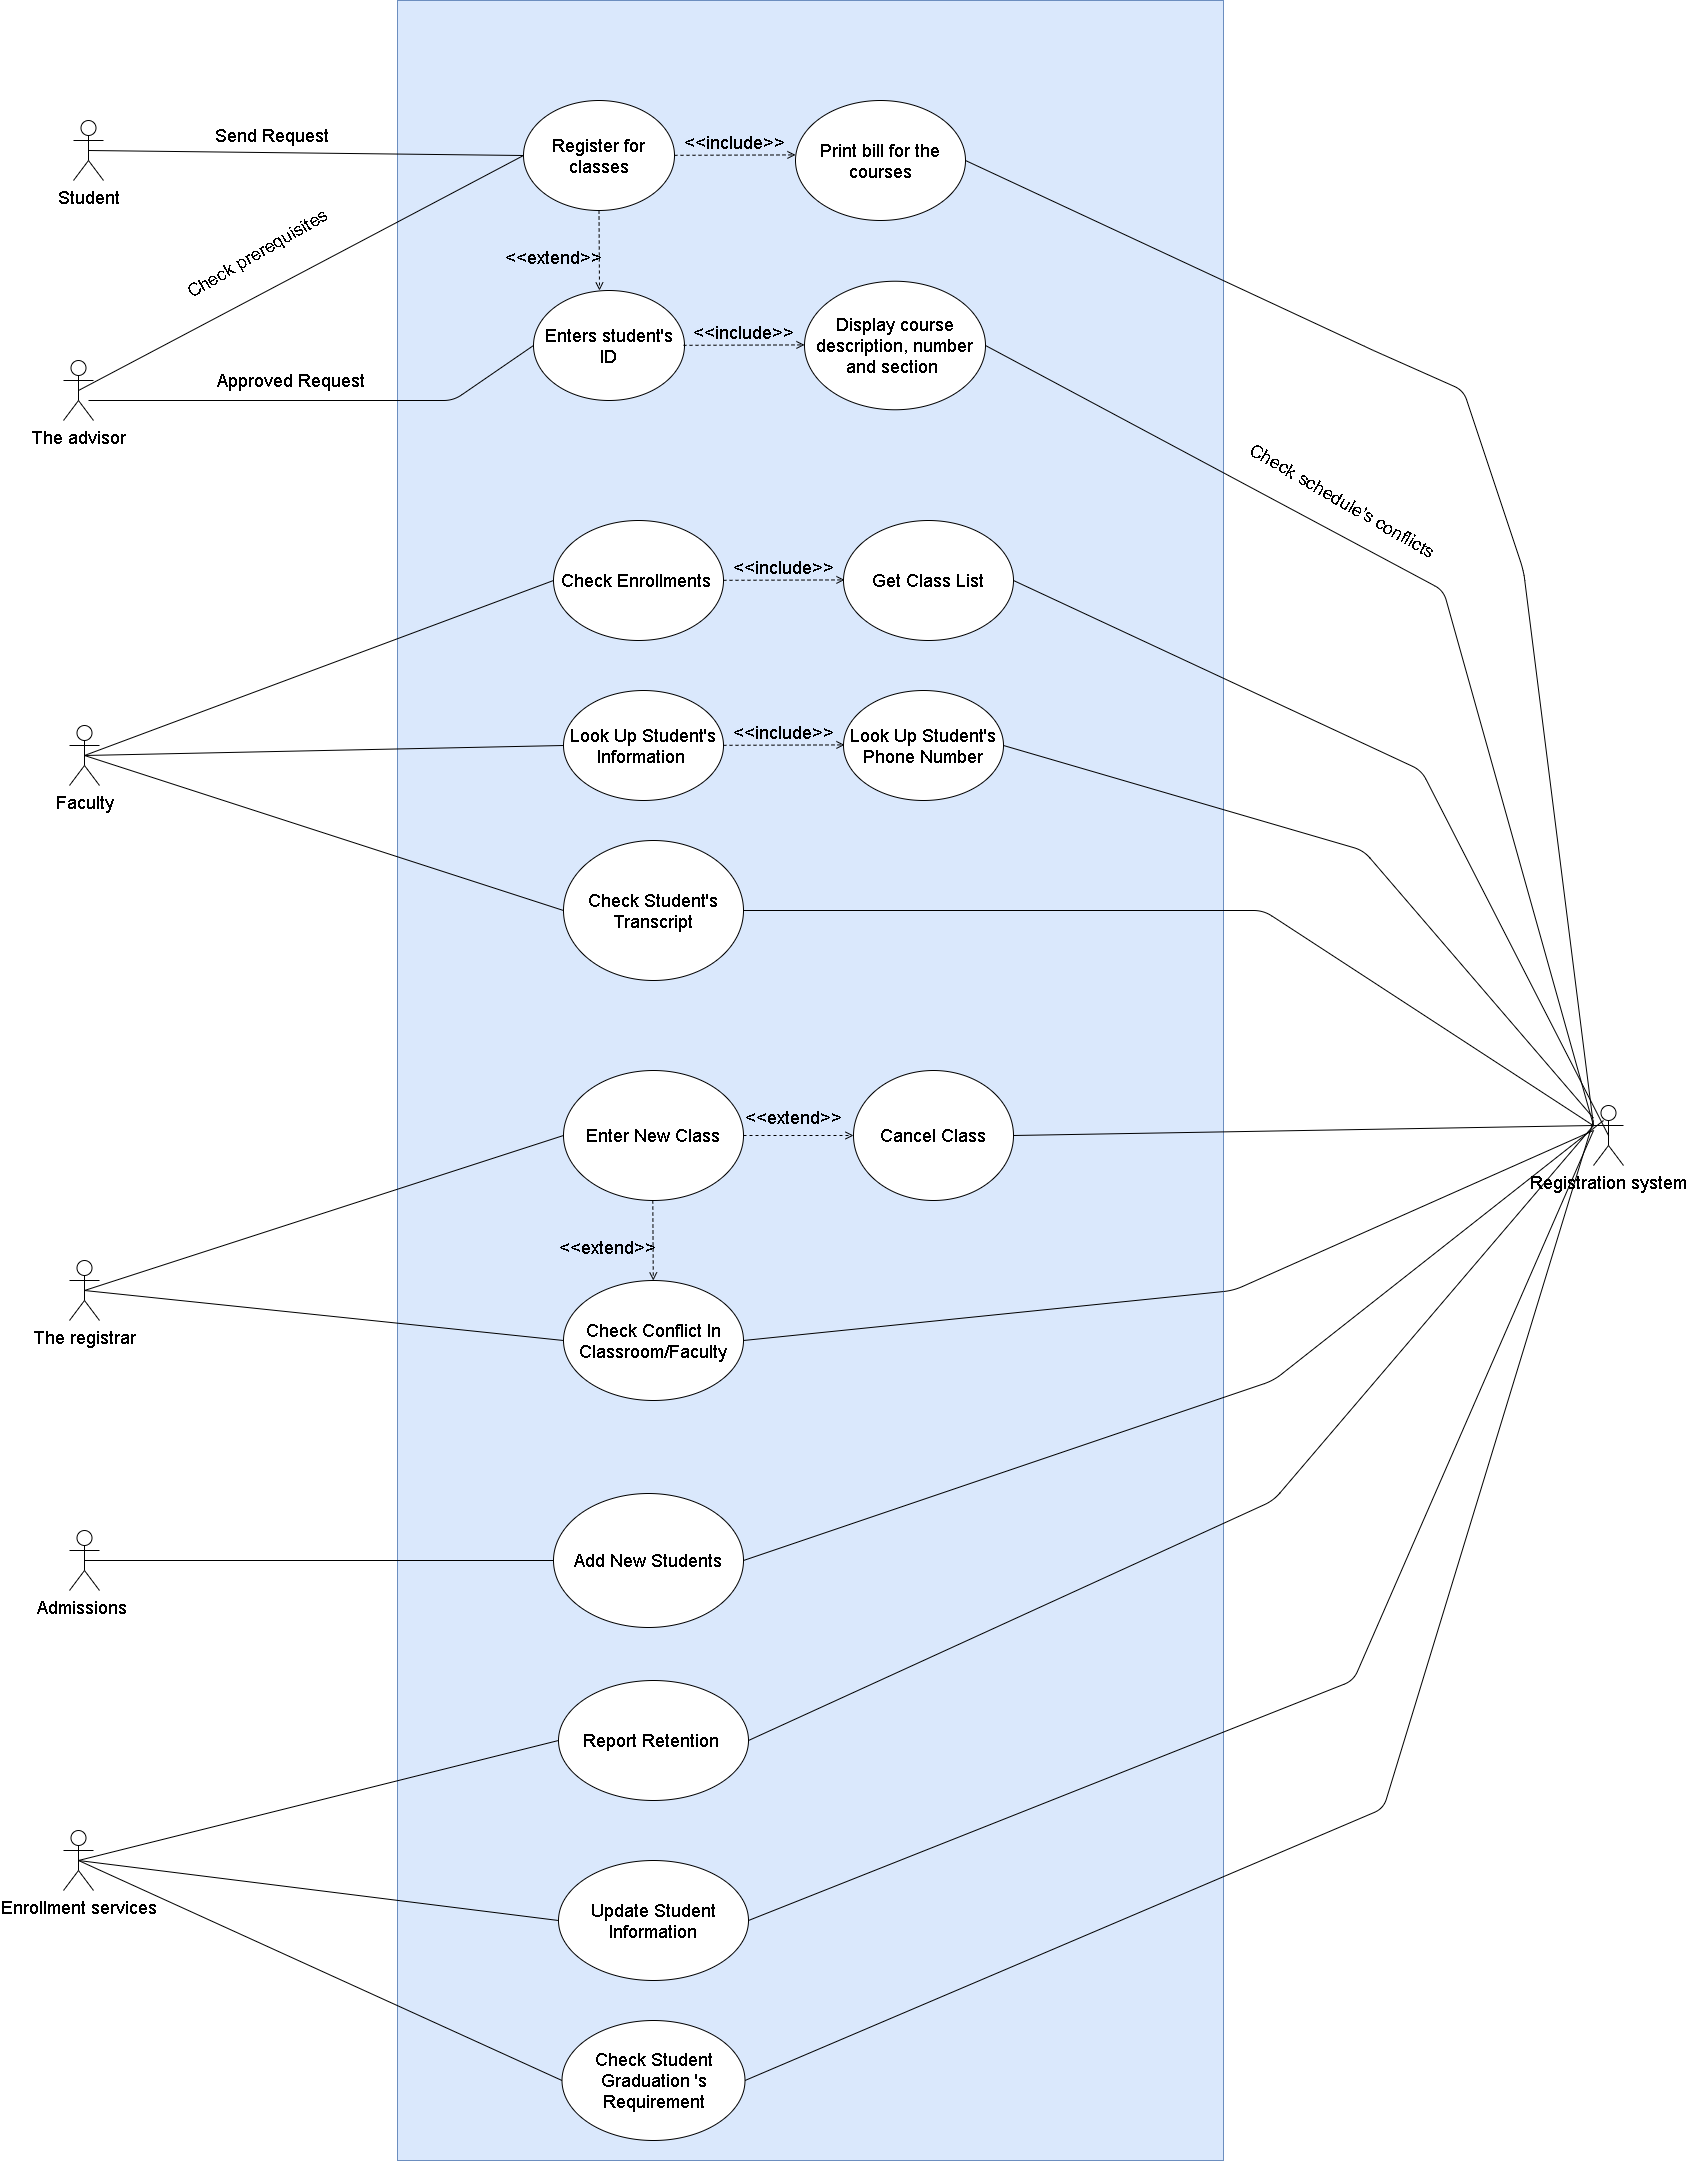 Send Request
Student
Register for
classes
<<include>>
Print bill for the
courses
Check prerequisites
<<extend>>
The advisor
Approved Request
Enters student's
ID
<<include>>
Display course
description, number
and section
Check schedule's conflicts
Check Enrollments
<<include>>
Get Class List
Faculty
Look Up Student's
Information
<<include>>
Look Up Student's
Phone Number
Check Student's
Transcript
Enter New Class
<<extend>>
Cancel Class
Registration system
<<extend>>
The registrar
Check Conflict In
Classroom/Faculty
Admissions
Add New Students
Report Retention
Enrollment services
Update Student
Information
Check Student
Graduation 's
Requirement